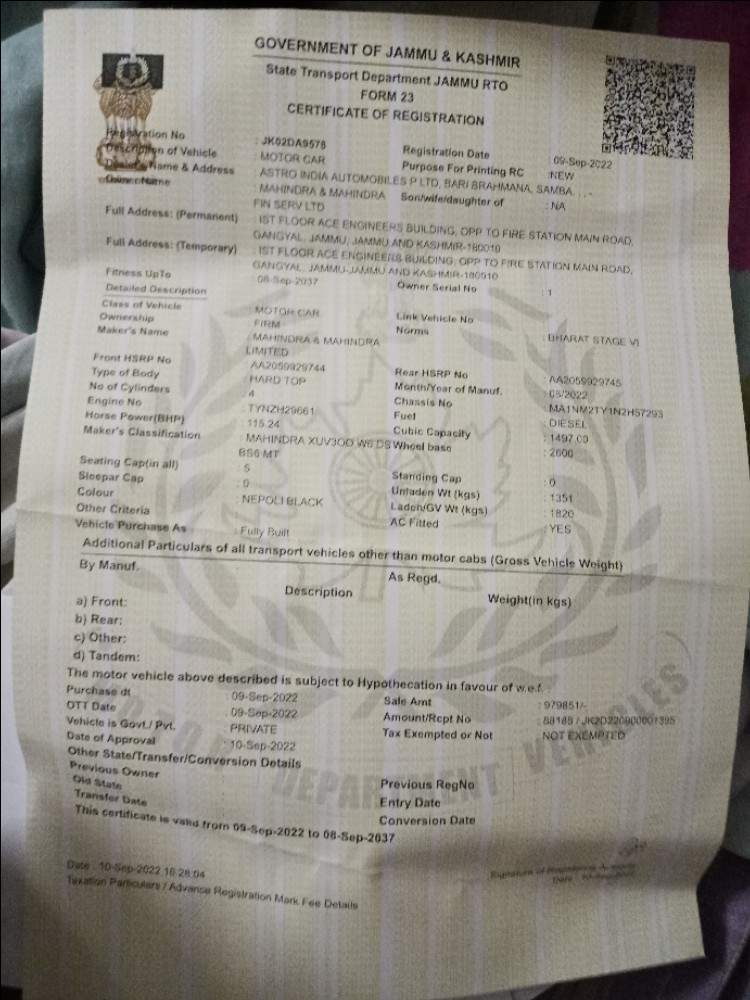 GOVERNMENT OF JAMMU & KASHMIR
State Transport Department JAMMU RTO
FORM 23
CERTIFICATE OF REGISTRATION
Registration No : JK02DA9578 Registration Date : 09-Sep-2022
Description of Vehicle : MOTOR CAR Purpose For Printing RC : NEW
Dealer's Name & Address : ASTRO INDIA AUTOMOBILES P LTD, BARI BRAHMANA, SAMBA, , ,-
Owner Name : MAHINDRA & MAHINDRA FIN SERV LTD Son/wife/daughter of : NA
Full Address: (Permanent) : IST FLOOR ACE ENGINEERS BUILDING, OPP TO FIRE STATION MAIN ROAD,
GANGYAL, JAMMU, JAMMU AND KASHMIR-180010
Full Address: (Temporary) : IST FLOOR ACE ENGINEERS BUILDING, OPP TO FIRE STATION MAIN ROAD,
GANGYAL, JAMMU-JAMMU AND KASHMIR-180010
Fitness UpTo : 08-Sep-2037 Owner Serial No : 1
Detailed Description
Class of Vehicle : MOTOR CAR Link Vehicle No
Ownership : FIRM Norms : BHARAT STAGE VI
Maker's Name : MAHINDRA & MAHINDRA LIMITED
Front HSRP No : AA2059929744 Rear HSRP No : AA2059929745
Type of Body : HARD TOP Month/Year of Manuf. : 08/2022
No of Cylinders : 4 Chassis No : MA1NM2TY1N2H57293
Engine No : TYNZH29661 Fuel : DIESEL
Horse Power(BHP) : 115.24 Cubic Capacity : 1497.00
Maker's Classification : MAHINDRA XUV3OO W6 DS BS6 MT Wheel base : 2600
Seating Cap(in all) : 5 Standing Cap : 0
Sleepar Cap : 0 Unladen Wt (kgs) : 1351
Colour : NEPOLI BLACK Laden/GV Wt (kgs) : 1820
Other Criteria AC Fitted : YES
Vehicle Purchase As : Fully Built
Additional Particulars of all transport vehicles other than motor cabs (Gross Vehicle Weight)
By Manuf. As Regd.
Description Weight(in kgs)
a) Front:
b) Rear:
c) Other:
d) Tandem:
The motor vehicle above described is subject to Hypothecation in favour of w.e.f.
Purchase dt : 09-Sep-2022 Sale Amt : 979851/-
OTT Date : 09-Sep-2022 Amount/Rcpt No : 88188 / JK2D220900001395
Vehicle is Govt./ Pvt. : PRIVATE Tax Exempted or Not : NOT EXEMPTED
Date of Approval : 10-Sep-2022
Other State/Transfer/Conversion Details
Previous Owner Previous RegNo
Old State Entry Date
Transfer Date Conversion Date
This certificate is valid from 09-Sep-2022 to 08-Sep-2037
Date : 10-Sep-2022 16:28:04
Signature of Registering
Taxation Particulars / Advance Registration Mark Fee Details
DEPARTMENT VEHICLES